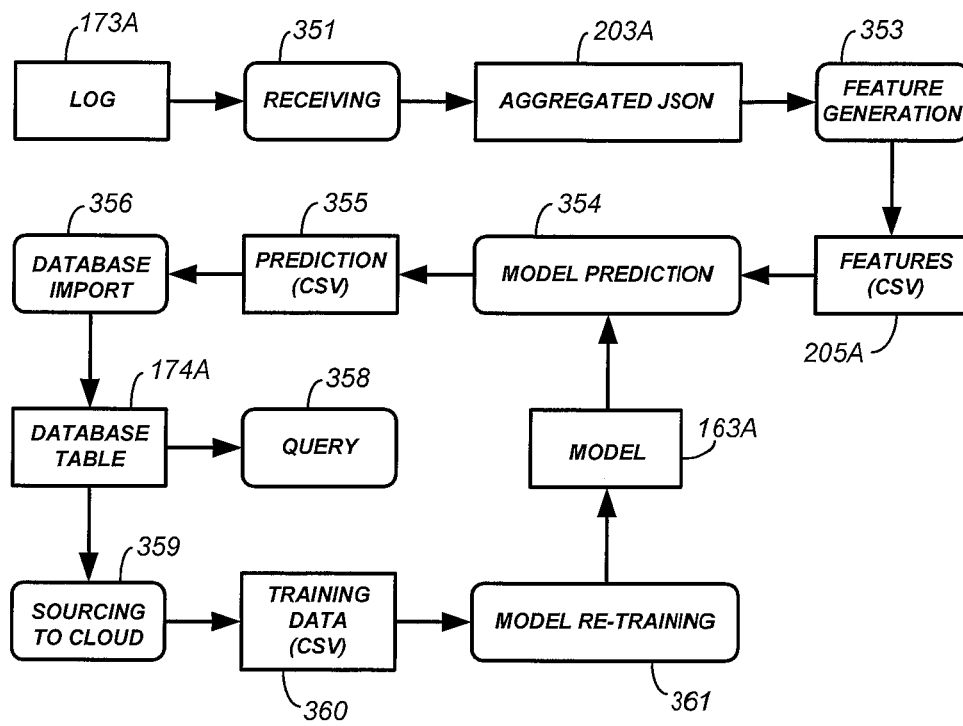 173A
351
203A
353
LOG
RECEIVING
AGGREGATED JSON
FEATURE
GENERATION
356
355
354
DATABASE
IMPORT
PREDICTION
(CSV)
MODEL PREDICTION
FEATURES
(CSV)
205A
174A
358
163A
DATABASE
TABLE
QUERY
MODEL
359
SOURCING
TO CLOUD
TRAINING
DATA
(CSV)
MODEL RE-TRAINING
360
361